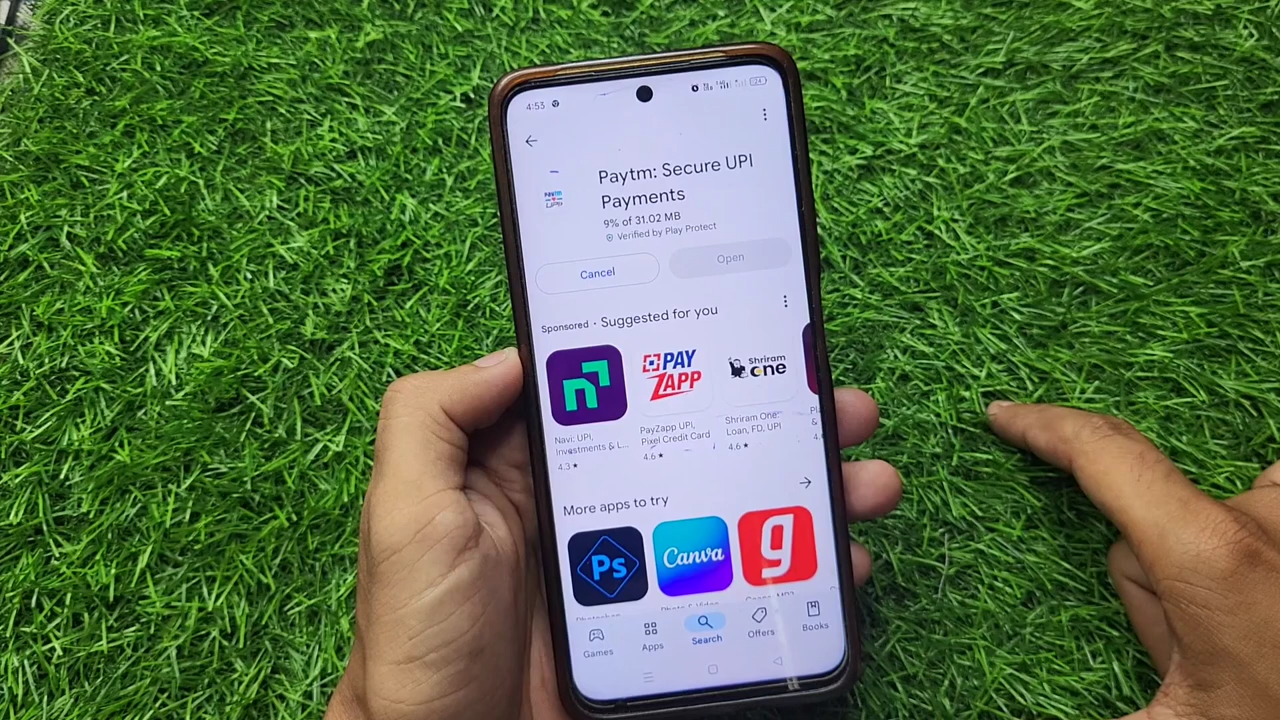 4:53
24
Paytm: Secure UPI
Payments
9% of 31.02 MB
Verified by Play Protect
Cancel
Open
Sponsored • Suggested for you
n
PAY
ZAPP
Shriram
one
Navi: UPI,
Investments & L...
4.3 ★
PayZapp UPI,
Pixel Credit Card
4.6 ★
Shriram One:
Loan, FD, UPI
4.6 ★
More apps to try
Ps
Canva
g
Games
Apps
Search
Offers
Books